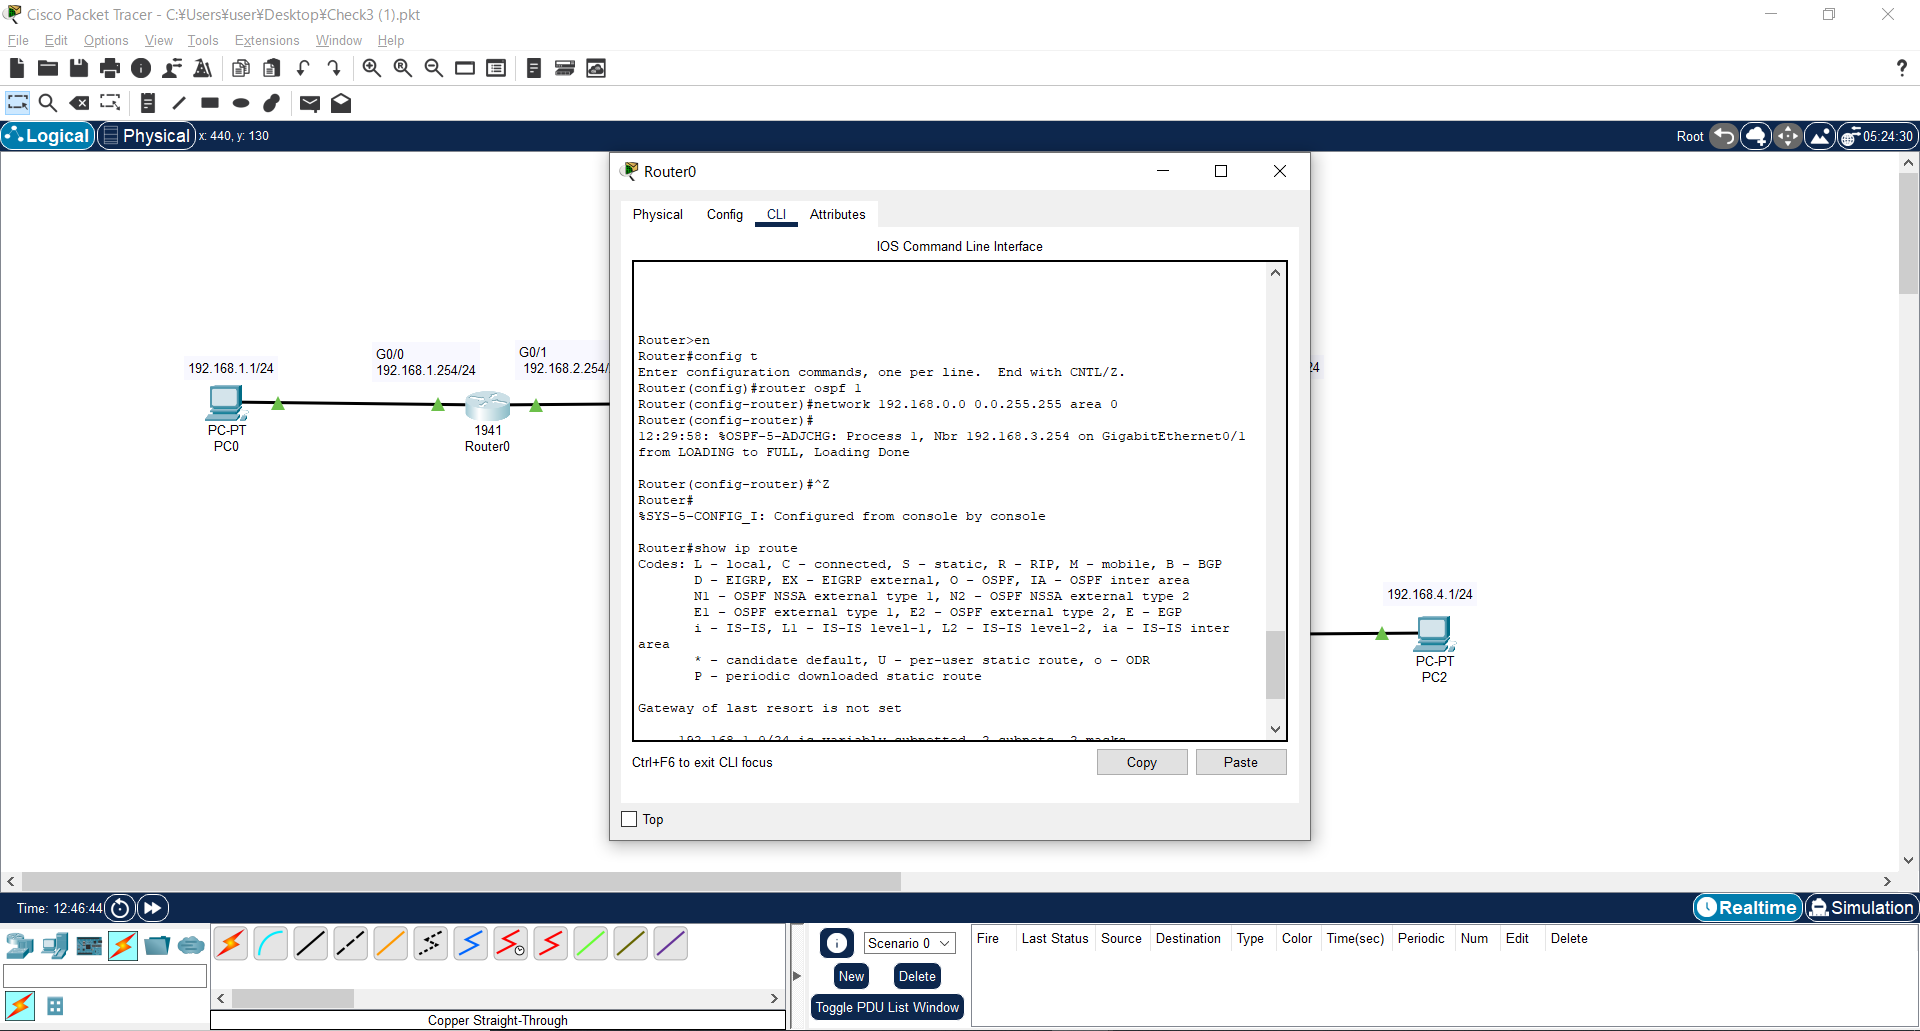 Cisco Packet Tracer - C:¥Users¥user¥Desktop¥Check3 (1).pkt
File Edit Options View Tools Extensions Window Help
?
Logical Physical x: 440, y: 130
Root 05:24:30
Router0
Physical Config CLI Attributes
IOS Command Line Interface
Router>en
Router#config t
Enter configuration commands, one per line.  End with CNTL/Z.
Router(config)#router ospf 1
Router(config-router)#network 192.168.0.0 0.0.255.255 area 0
Router(config-router)#
12:29:58: %OSPF-5-ADJCHG: Process 1, Nbr 192.168.3.254 on GigabitEthernet0/1
from LOADING to FULL, Loading Done
Router(config-router)#^Z
Router#
%SYS-5-CONFIG_I: Configured from console by console
Router#show ip route
Codes: L - local, C - connected, S - static, R - RIP, M - mobile, B - BGP
D - EIGRP, EX - EIGRP external, O - OSPF, IA - OSPF inter area
N1 - OSPF NSSA external type 1, N2 - OSPF NSSA external type 2
E1 - OSPF external type 1, E2 - OSPF external type 2, E - EGP
i - IS-IS, L1 - IS-IS level-1, L2 - IS-IS level-2, ia - IS-IS inter
area
* - candidate default, U - per-user static route, o - ODR
P - periodic downloaded static route
Gateway of last resort is not set
192.168.1.0/24 is variably subnetted, 2 subnets, 2 masks
Ctrl+F6 to exit CLI focus
Copy Paste
Top
192.168.1.1/24
PC-PT
PC0
G0/0
192.168.1.254/24
G0/1
192.168.2.254/
1941
Router0
24
192.168.4.1/24
PC-PT
PC2
Time: 12:46:44
Realtime Simulation
Copper Straight-Through
Scenario 0
New Delete
Toggle PDU List Window
Fire Last Status Source Destination Type Color Time(sec) Periodic Num Edit Delete